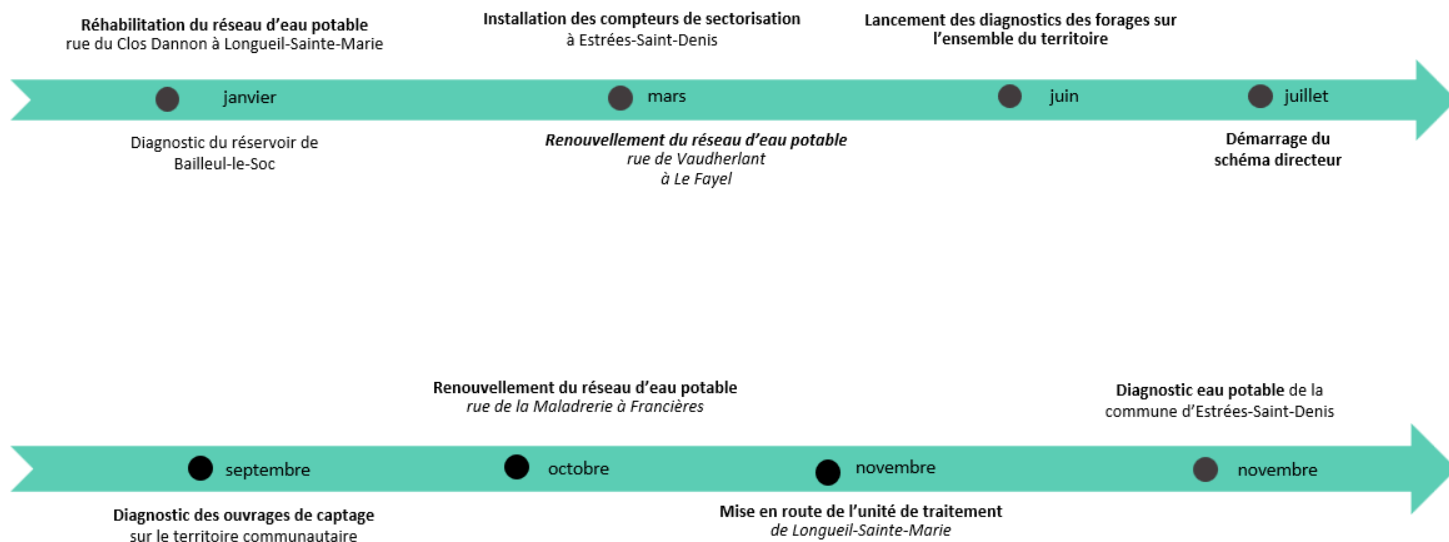 Réhabilitation du réseau d'eau potable
rue du Clos Dannon à Longueil-Sainte-Marie
Installation des compteurs de sectorisation
à Estrées-Saint-Denis
Lancement des diagnostics des forages sur
l'ensemble du territoire
janvier
mars
juin
juillet
Diagnostic du réservoir de
Bailleul-le-Soc
Renouvellement du réseau d'eau potable
rue de Vaudherlant
à Le Fayel
Démarrage du
schéma directeur
Renouvellement du réseau d'eau potable
rue de la Maladrerie à Francières
Diagnostic eau potable de la
commune d'Estrées-Saint-Denis
septembre
octobre
novembre
novembre
Diagnostic des ouvrages de captage
sur le territoire communautaire
Mise en route de l'unité de traitement
de Longueil-Sainte-Marie